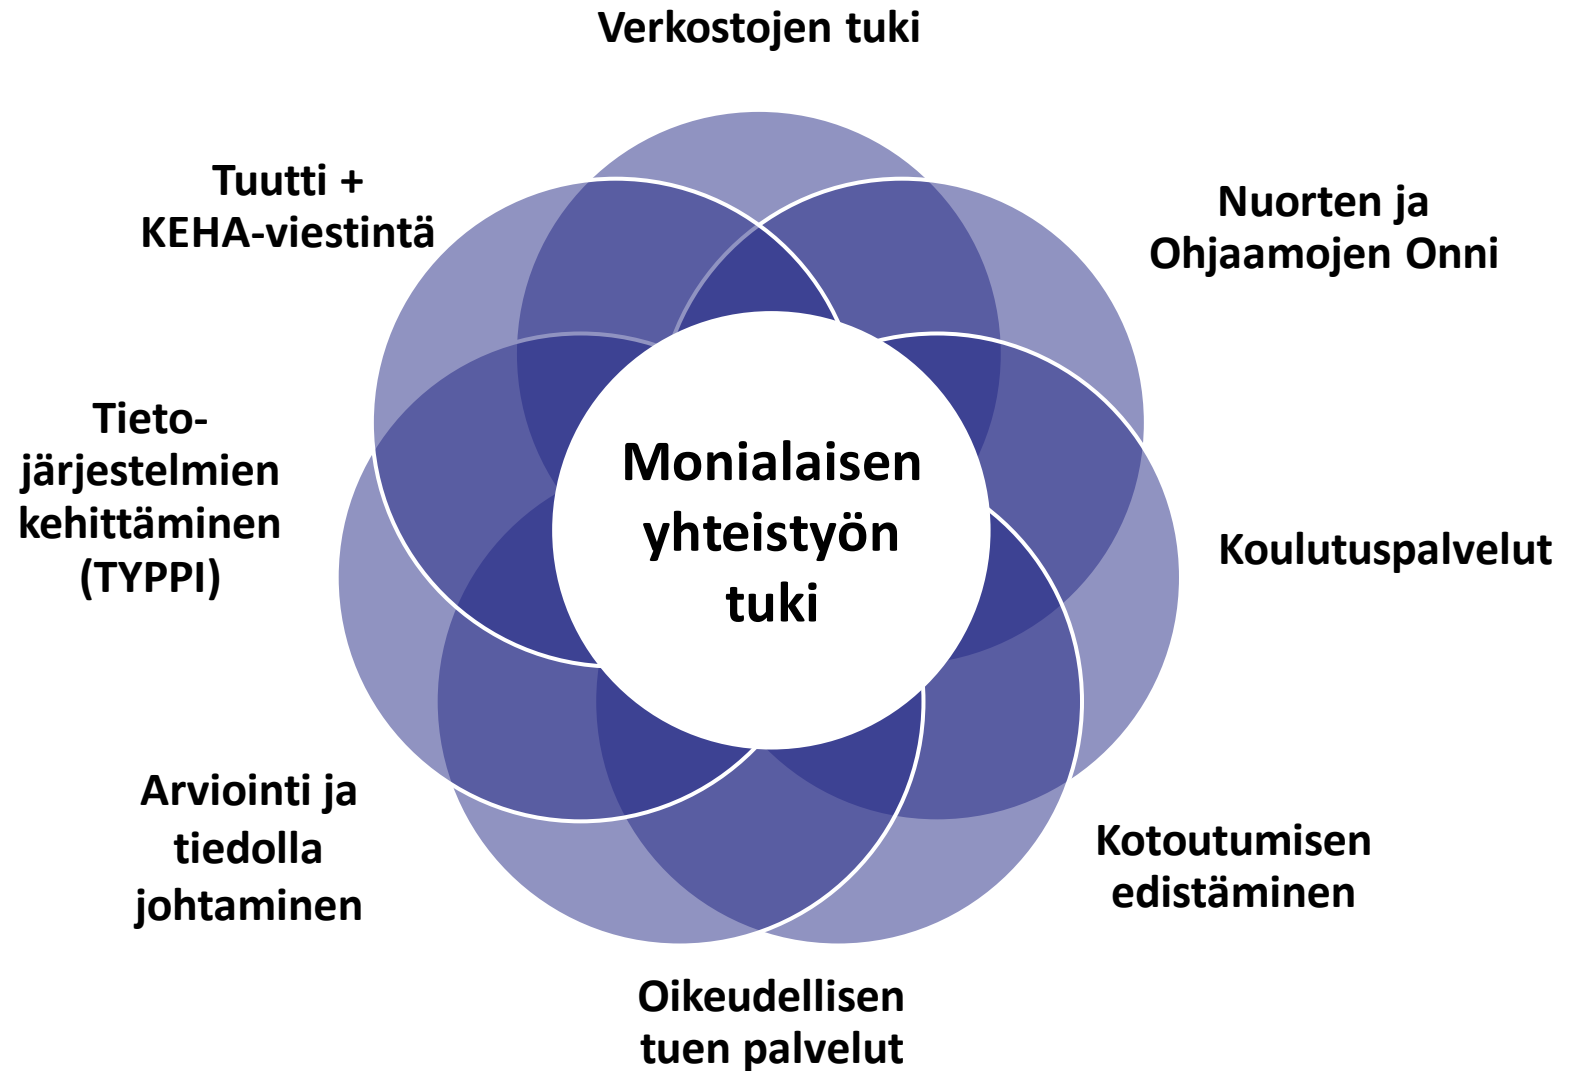 Verkostojen tuki
Nuorten ja
Ohjaamojen Onni
Koulutuspalvelut
Kotoutumisen
edistäminen
Oikeudellisen
tuen palvelut
Arviointi ja
tiedolla
johtaminen
Tieto-
järjestelmien
kehittäminen
(TYPPI)
Tuutti +
KEHA-viestintä
Monialaisen
yhteistyön
tuki